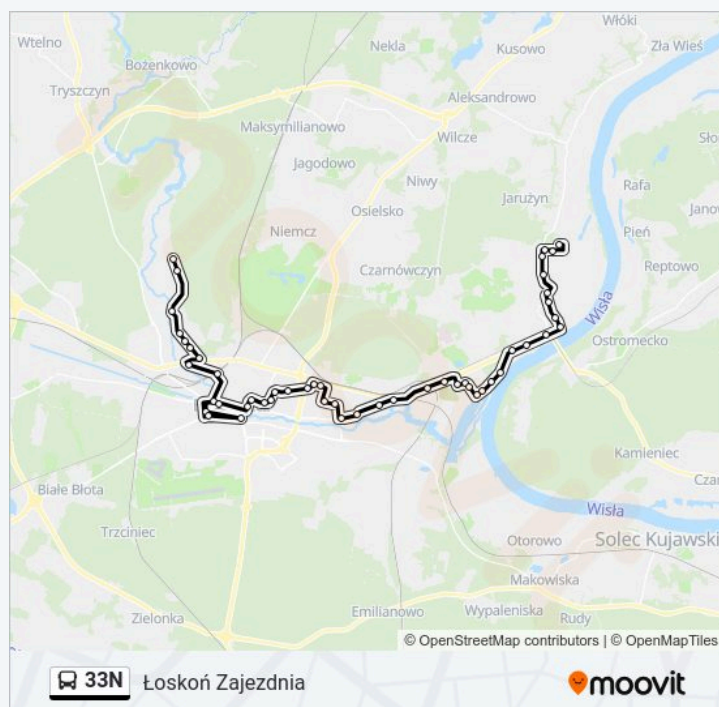 Włóki
Zła Wieś
Wtelno
Bożenkowo
Nekla
Kusowo
Tryszczyn
Aleksandrowo
Maksymilianowo
Wilcze
Jagodowo
Niwy
Jarużyn
Rafa
Osielsko
Niemcz
Pień
Czarnówczyn
Reptowo
Wisła
Ostromecko
Kamieniec
Białe Błota
Wisła
Trzciniec
Otorowo
Solec Kujawski
Makowiska
Zielonka
Emilianowo
Wypaleniska
Rudy
© OpenStreetMap contributors | © OpenMapTiles
33N Łoskoń Zajezdnia
moovit